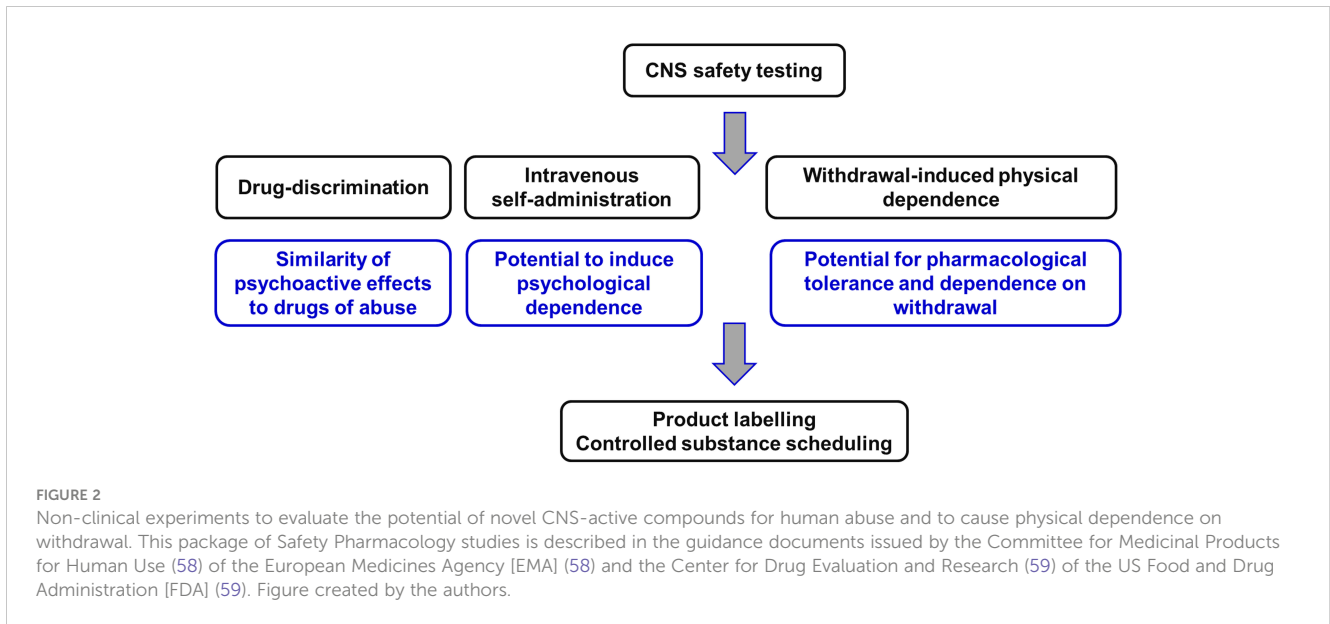 CNS safety testing
Drug-discrimination
Intravenous
self-administration
Withdrawal-induced physical
dependence
Similarity of
psychoactive effects
to drugs of abuse
Potential to induce
psychological
dependence
Potential for pharmacological
tolerance and dependence on
withdrawal
Product labelling
Controlled substance scheduling
FIGURE 2
Non-clinical experiments to evaluate the potential of novel CNS-active compounds for human abuse and to cause physical dependence on
withdrawal. This package of Safety Pharmacology studies is described in the guidance documents issued by the Committee for Medicinal Products
for Human Use (58) of the European Medicines Agency [EMA] (58) and the Center for Drug Evaluation and Research (59) of the US Food and Drug
Administration [FDA] (59). Figure created by the authors.